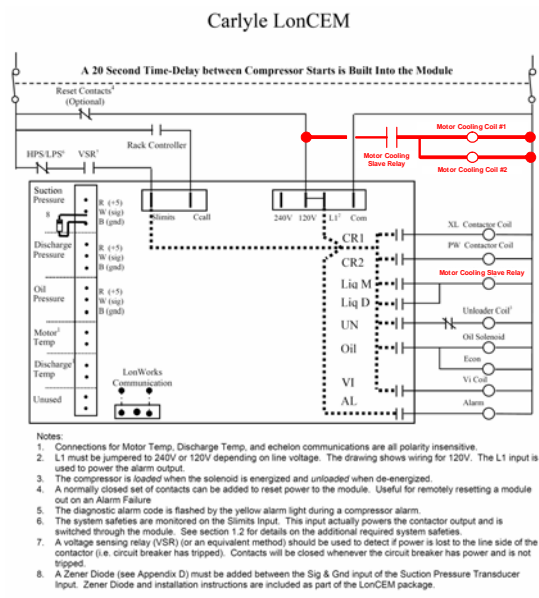 Carlyle LonCEM
A 20 Second Time-Delay between Compressor Starts is Built Into the Module
Reset Contacts4
(Optional)
Motor Cooling Coil #1
Rack Controller
Motor Cooling
Slave Relay
HPS/LPS6 VSR7
Motor Cooling Coil #2
Suction
Pressure
8
R (+5)
W (sig)
B (gnd)
Slimits Ccall
240V 120V L12 Com
XL Contactor Coil
CR1
PW Contactor Coil
Discharge
Pressure
R (+5)
W (sig)
B (gnd)
CR2
Motor Cooling Slave Relay
Liq M
Oil
Pressure
R (+5)
W (sig)
B (gnd)
Liq D
Unloader Coil3
UN
Motor1
Temp
Oil Solenoid
Oil
Econ
Discharge1
Temp
LonWorks
Communication
Vi Coil
VI
Unused
Alarm
AL
Notes:
1. Connections for Motor Temp, Discharge Temp, and echelon communications are all polarity insensitive.
2. L1 must be jumpered to 240V or 120V depending on line voltage. The drawing shows wiring for 120V. The L1 input is
used to power the alarm output.
3. The compressor is loaded when the solenoid is energized and unloaded when de-energized.
4. A normally closed set of contacts can be added to reset power to the module. Useful for remotely resetting a module
out on an Alarm Failure
5. The diagnostic alarm code is flashed by the yellow alarm light during a compressor alarm.
6. The system safeties are monitored on the Slimits Input. This input actually powers the contactor output and is
switched through the module. See section 1.2 for details on the additional required system safeties.
7. A voltage sensing relay (VSR) (or an equivalent method) should be used to detect if power is lost to the line side of the
contactor (i.e. circuit breaker has tripped). Contacts will be closed whenever the circuit breaker has power and is not
tripped.
8. A Zener Diode (see Appendix D) must be added between the Sig & Gnd input of the Suction Pressure Transducer
Input. Zener Diode and installation instructions are included as part of the LonCEM package.